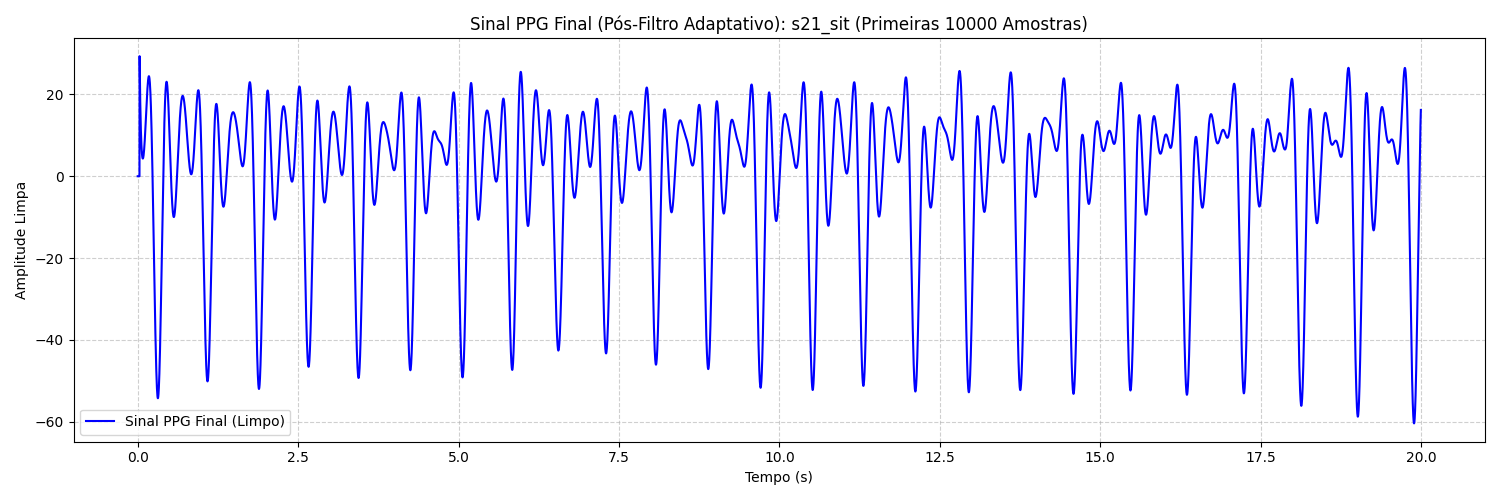 Sinal PPG Final (Pós-Filtro Adaptativo): s21_sit (Primeiras 10000 Amostras)
Amplitude Limpa
20
0
−20
−40
−60
Sinal PPG Final (Limpo)
0.0 2.5 5.0 7.5 10.0 12.5 15.0 17.5 20.0
Tempo (s)